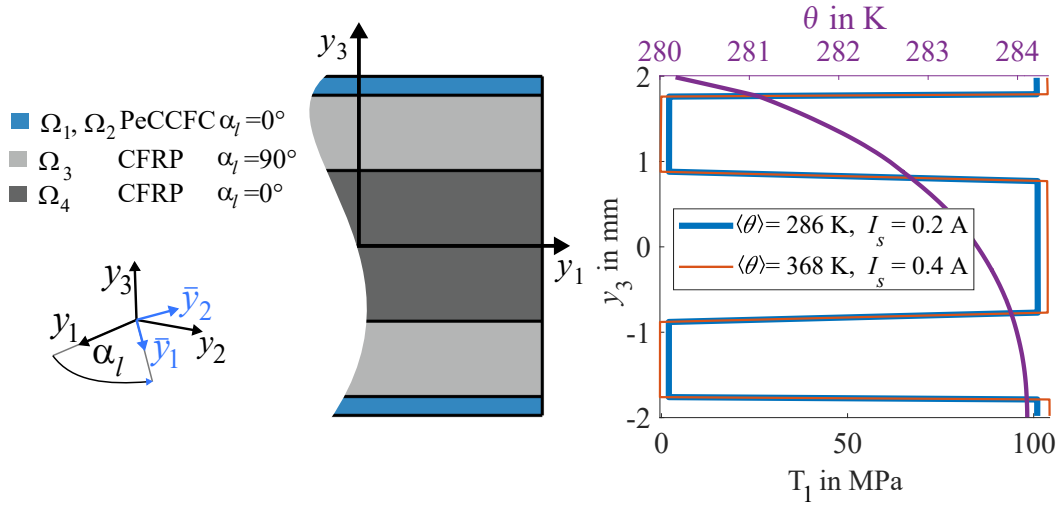 y₃
Ω₁, Ω₂ PeCCFC αₗ=0°
Ω₃ CFRP αₗ=90°
Ω₄ CFRP αₗ=0°
y₁
y₃
ȳ₂
y₁
y₂
αₗ
ȳ₁
θ in K
280 281 282 283 284
2
1
0
-1
-2
y₃ in mm
⟨θ⟩= 286 K, Iₛ = 0.2 A
⟨θ⟩= 368 K, Iₛ = 0.4 A
0 50 100
T₁ in MPa